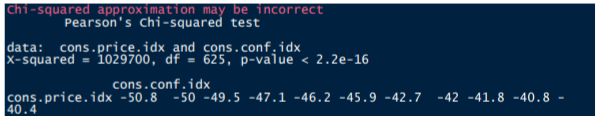 Chi-squared approximation may be incorrect
Pearson's Chi-squared test
data: cons.price.idx and cons.conf.idx
X-squared = 1029700, df = 625, p-value < 2.2e-16
cons.conf.idx
cons.price.idx -50.8 -50 -49.5 -47.1 -46.2 -45.9 -42.7 -42 -41.8 -40.8 -
40.4